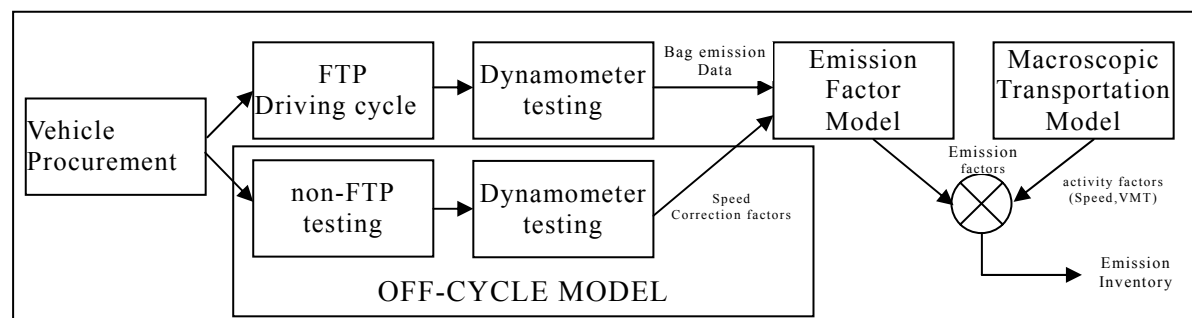 Vehicle
Procurement
FTP
Driving cycle
Dynamometer
testing
Bag emission
Data
Emission
Factor
Model
Macroscopic
Transportation
Model
non-FTP
testing
Dynamometer
testing
Speed
Correction factors
Emission
factors
activity factors
(Speed,VMT)
Emission
Inventory
OFF-CYCLE MODEL